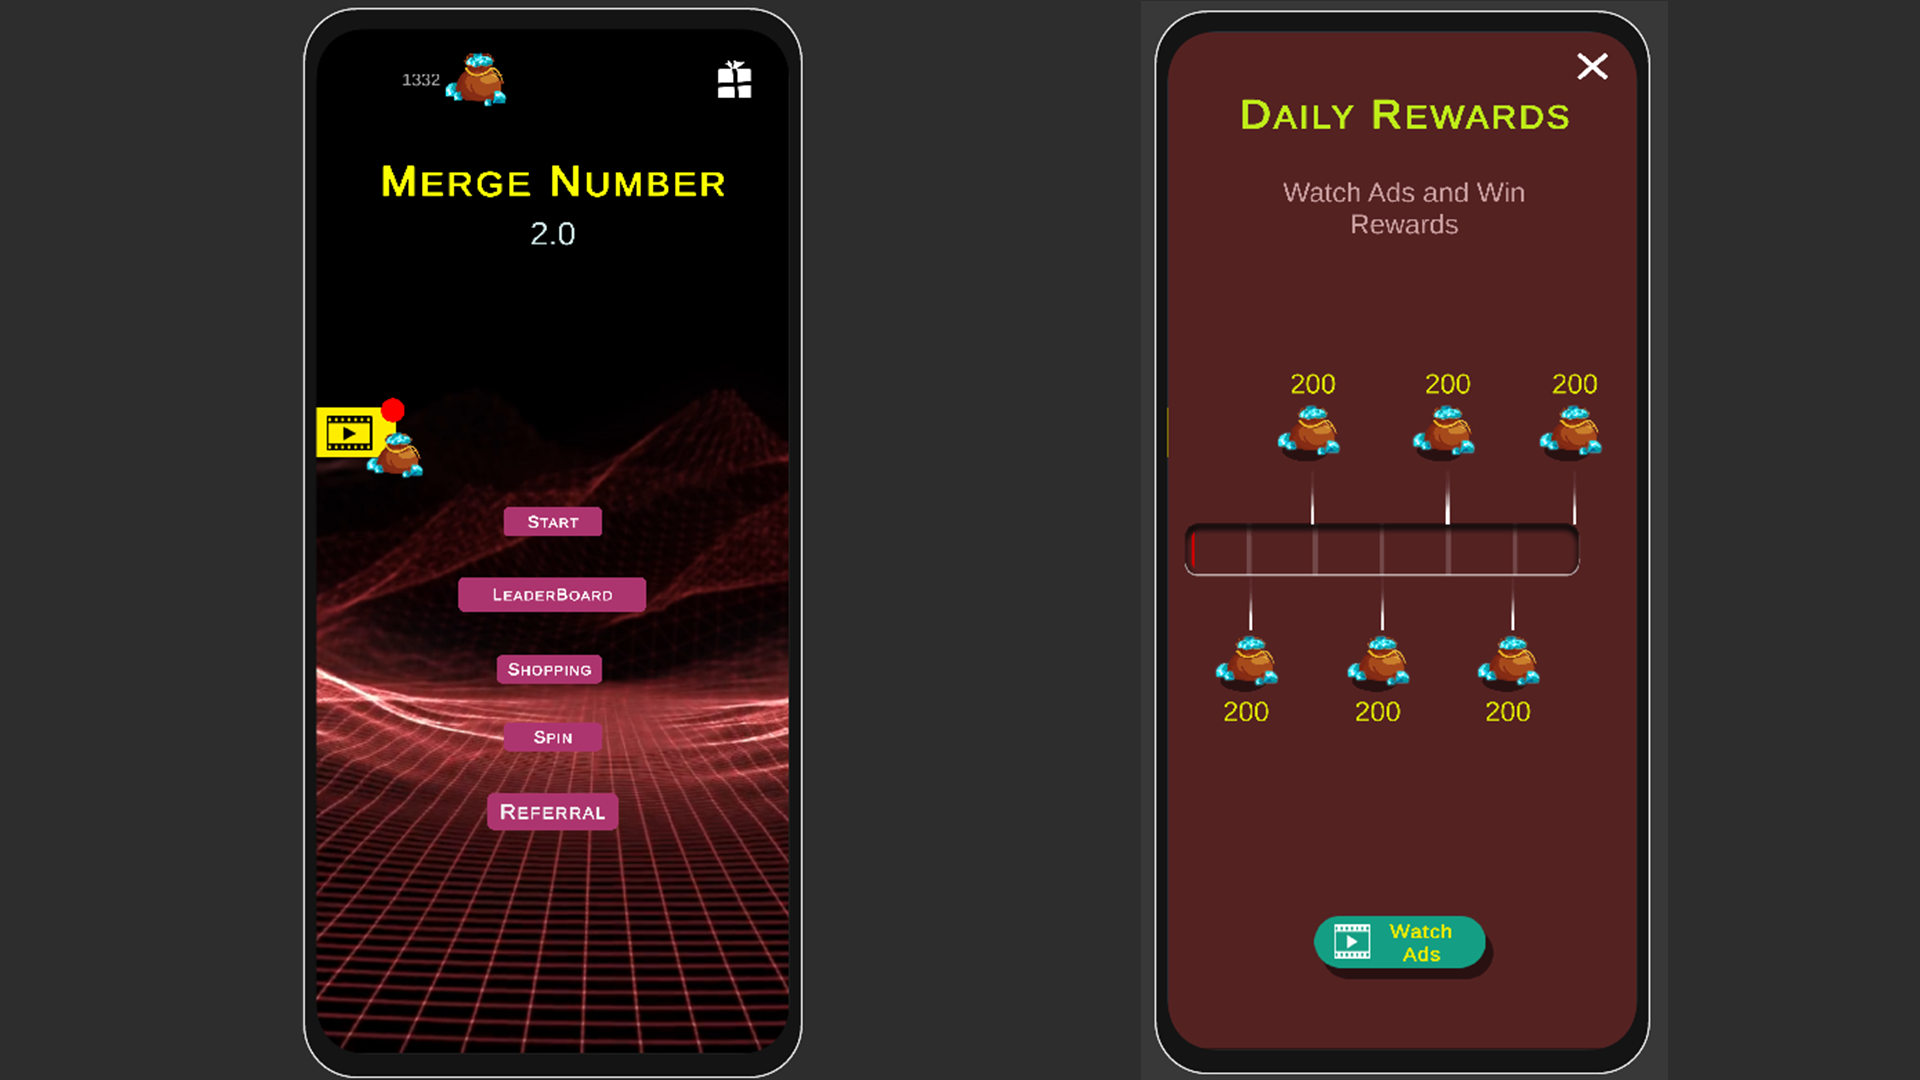 1332
Merge Number
2.0
Start
LeaderBoard
Shopping
Spin
Referral
Daily Rewards
Watch Ads and Win
Rewards
200 200 200
200 200 200
Watch
Ads